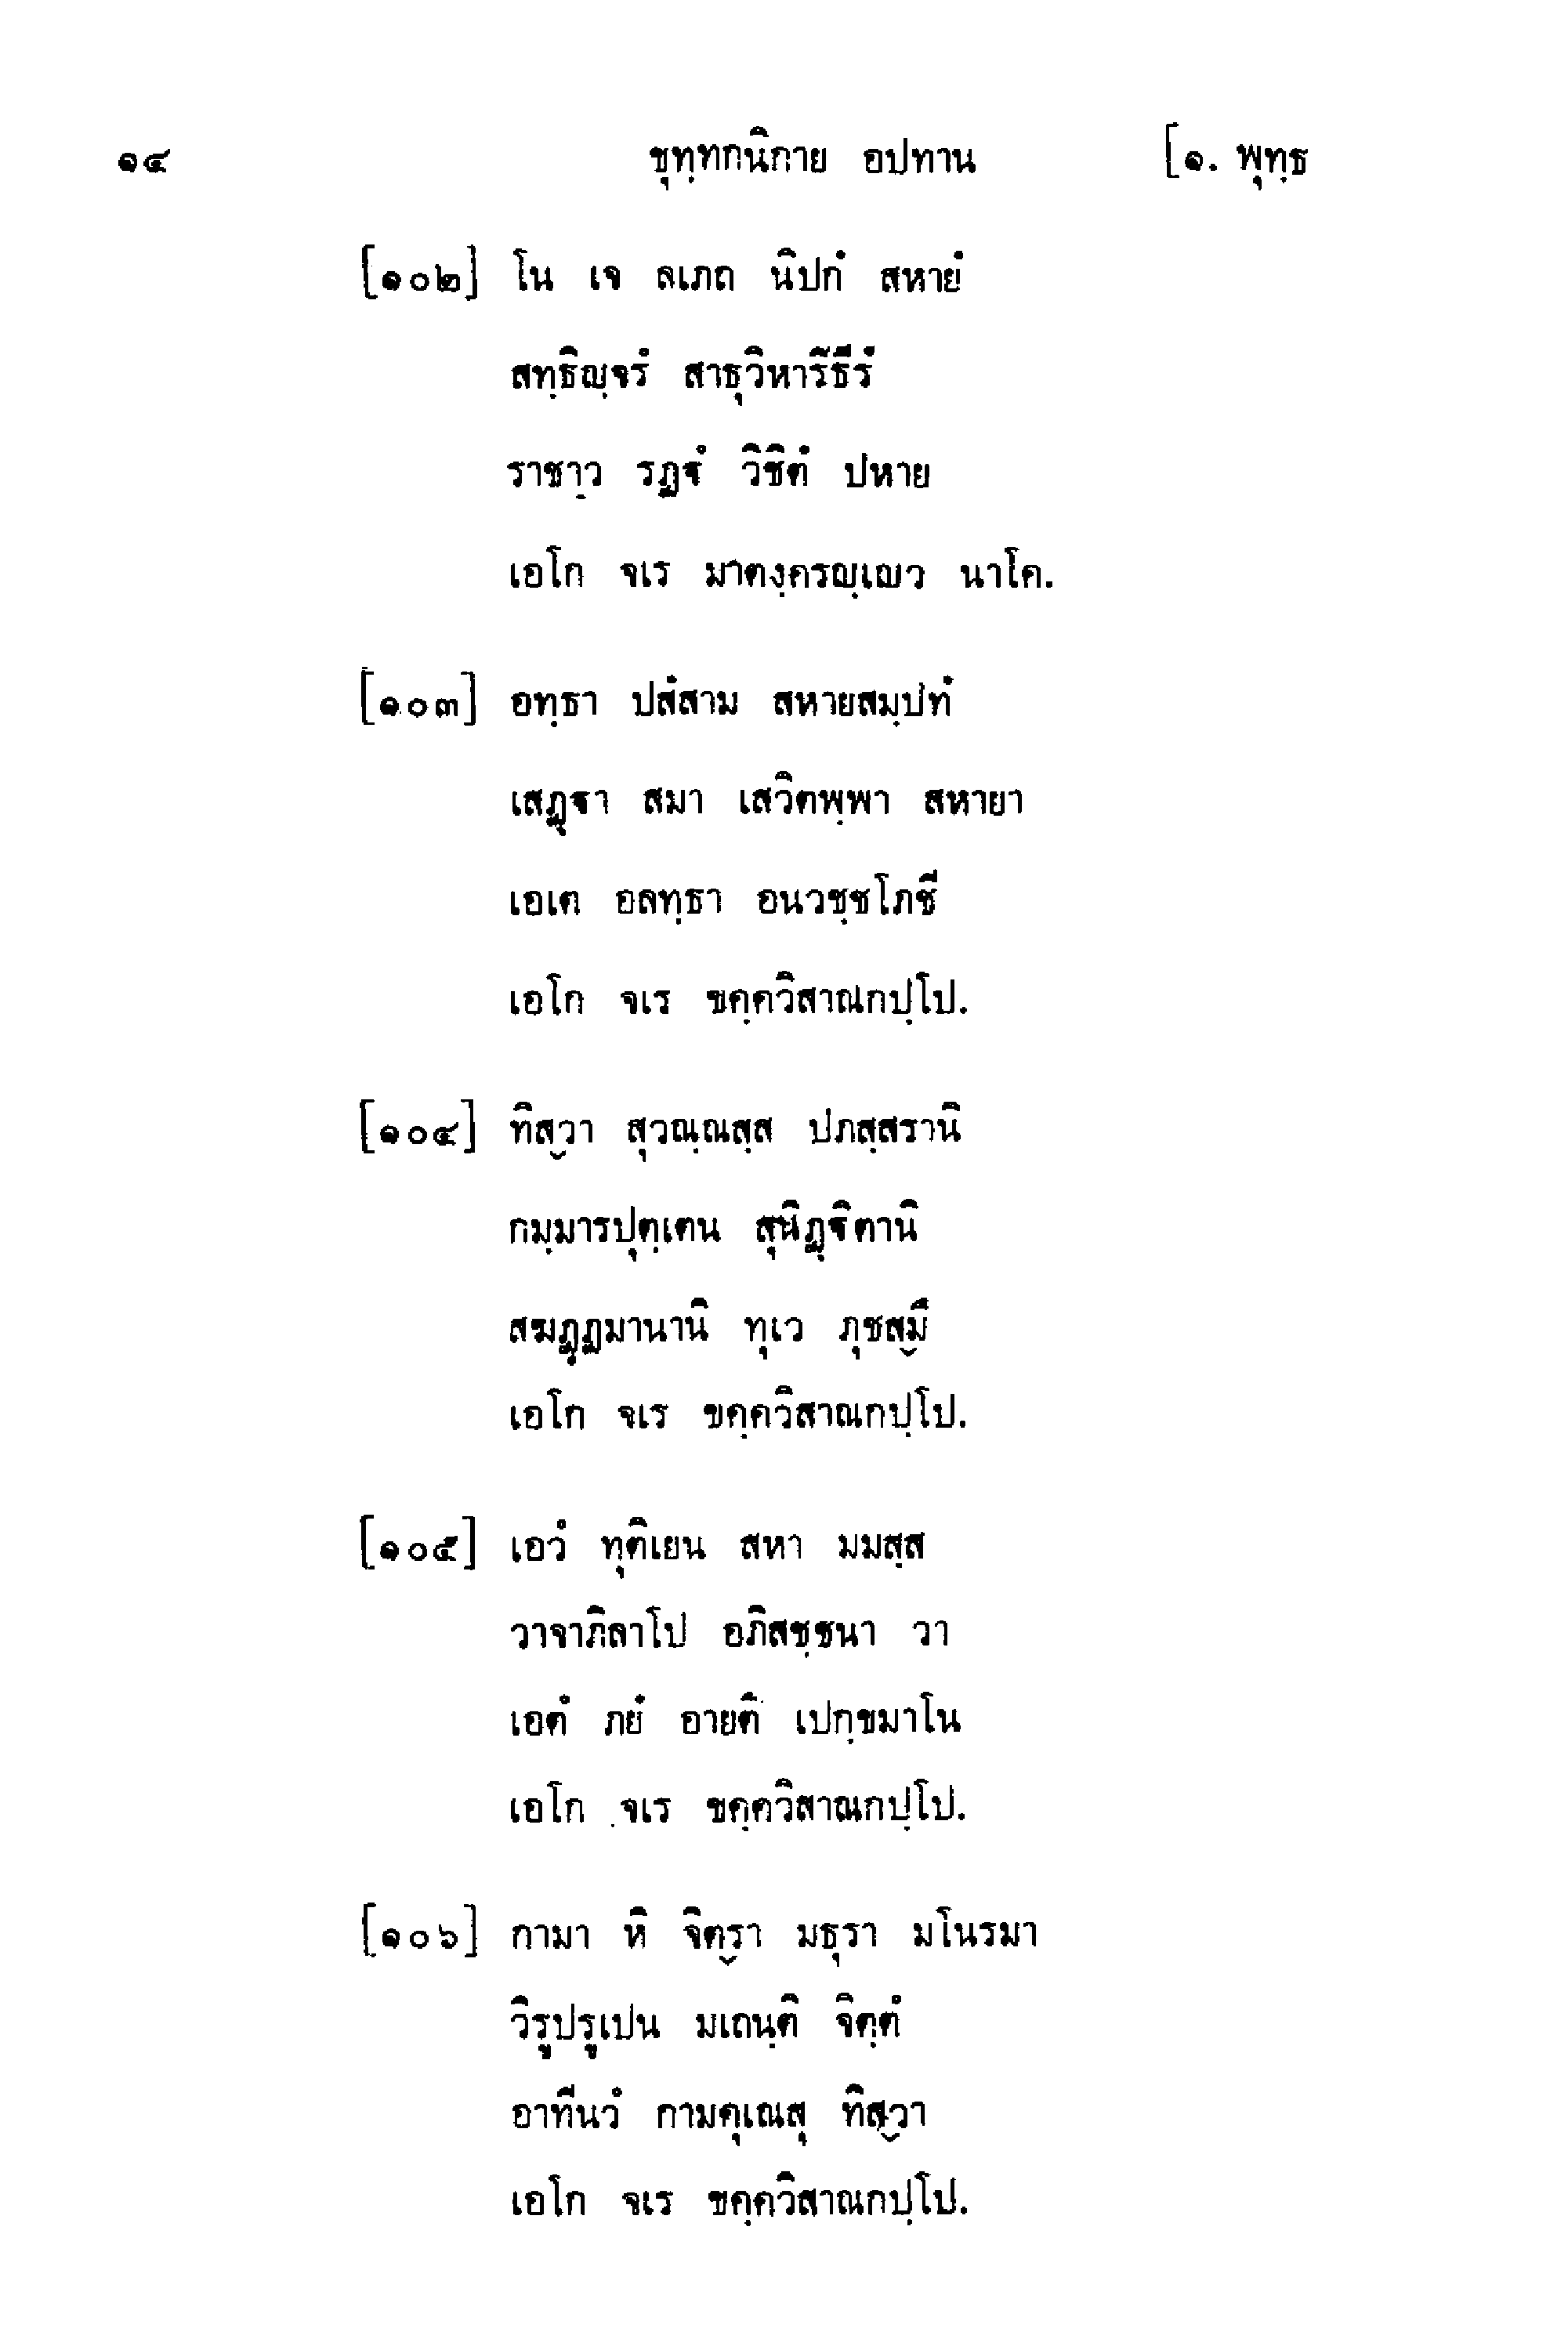 ๑๔ ขุทฺทกนิกาย อปทาน [๑. พุทฺธ
[๑๐๒] โน เจ ลเภถ นิปกํ สหายํ
สทฺธิญฺจรํ สาธุวิหาริธีรํ
ราชาฺว รฏฺฐํ วิชิตํ ปหาย
เอโก จเร มาตงฺครญฺเญว นาโค.
[๑๐๓] อทฺธา ปสํสาม สหายสมฺปทํ
เสฏฺฐา สมา เสวิตพฺพา สหายา
เอเต อลทฺธา อนวชฺชโภชี
เอโก จเร ขคฺควิสาณกปฺโป.
[๑๐๔] ทิสฺวา สุวณฺณสฺส ปภสฺสรานิ
กมฺมารปุตฺเตน สุนิฏฺฐิตานิ
สฆฏฺฏมานานิ ทุเว ภุชสฺมึ
เอโก จเร ขคฺควิสาณกปฺโป.
[๑๐๕] เอวํ ทุติเยน สหา มมสฺส
วาจาภิลาโป อภิสชฺชนา วา
เอตํ ภยํ อายตึ เปกฺขมาโน
เอโก จเร ขคฺควิสาณกปฺโป.
[๑๐๖] กามา หิ จิตฺรา มธุรา มโนรมา
วิรูปรูเปน มเถนฺติ จิตฺตํ
อาทีนวํ กามคุเณสุ ทิสฺวา
เอโก จเร ขคฺควิสาณกปฺโป.